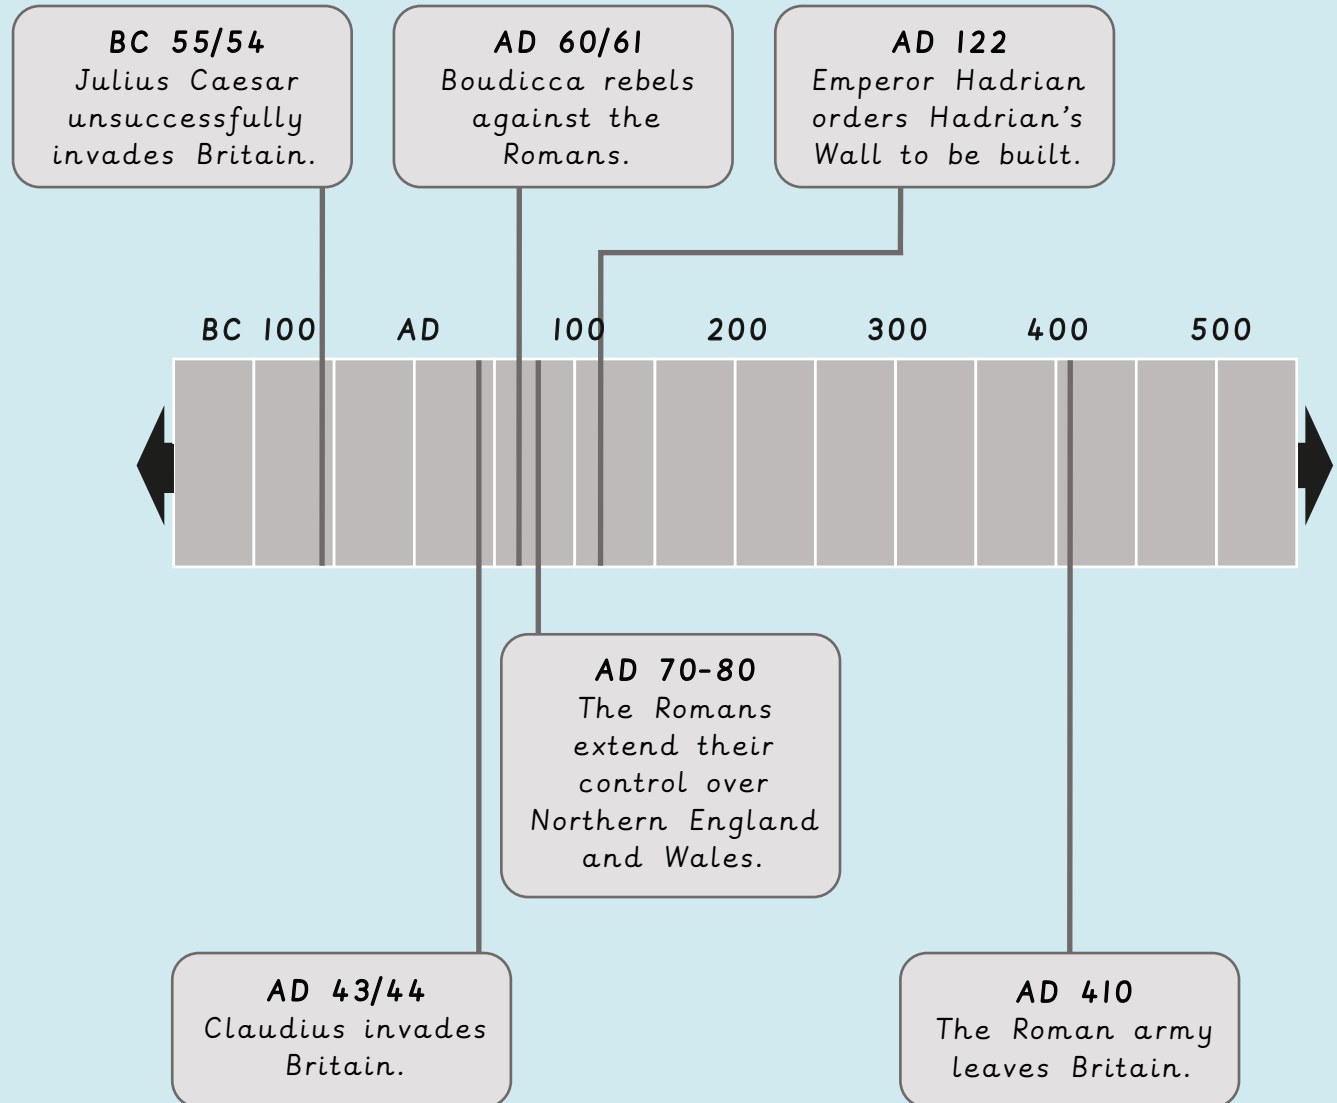 BC 55/54
Julius Caesar
unsuccessfully
invades Britain.
AD 60/61
Boudicca rebels
against the
Romans.
AD 122
Emperor Hadrian
orders Hadrian's
Wall to be built.
BC 100 AD 100 200 300 400 500
AD 70-80
The Romans
extend their
control over
Northern England
and Wales.
AD 43/44
Claudius invades
Britain.
AD 410
The Roman army
leaves Britain.